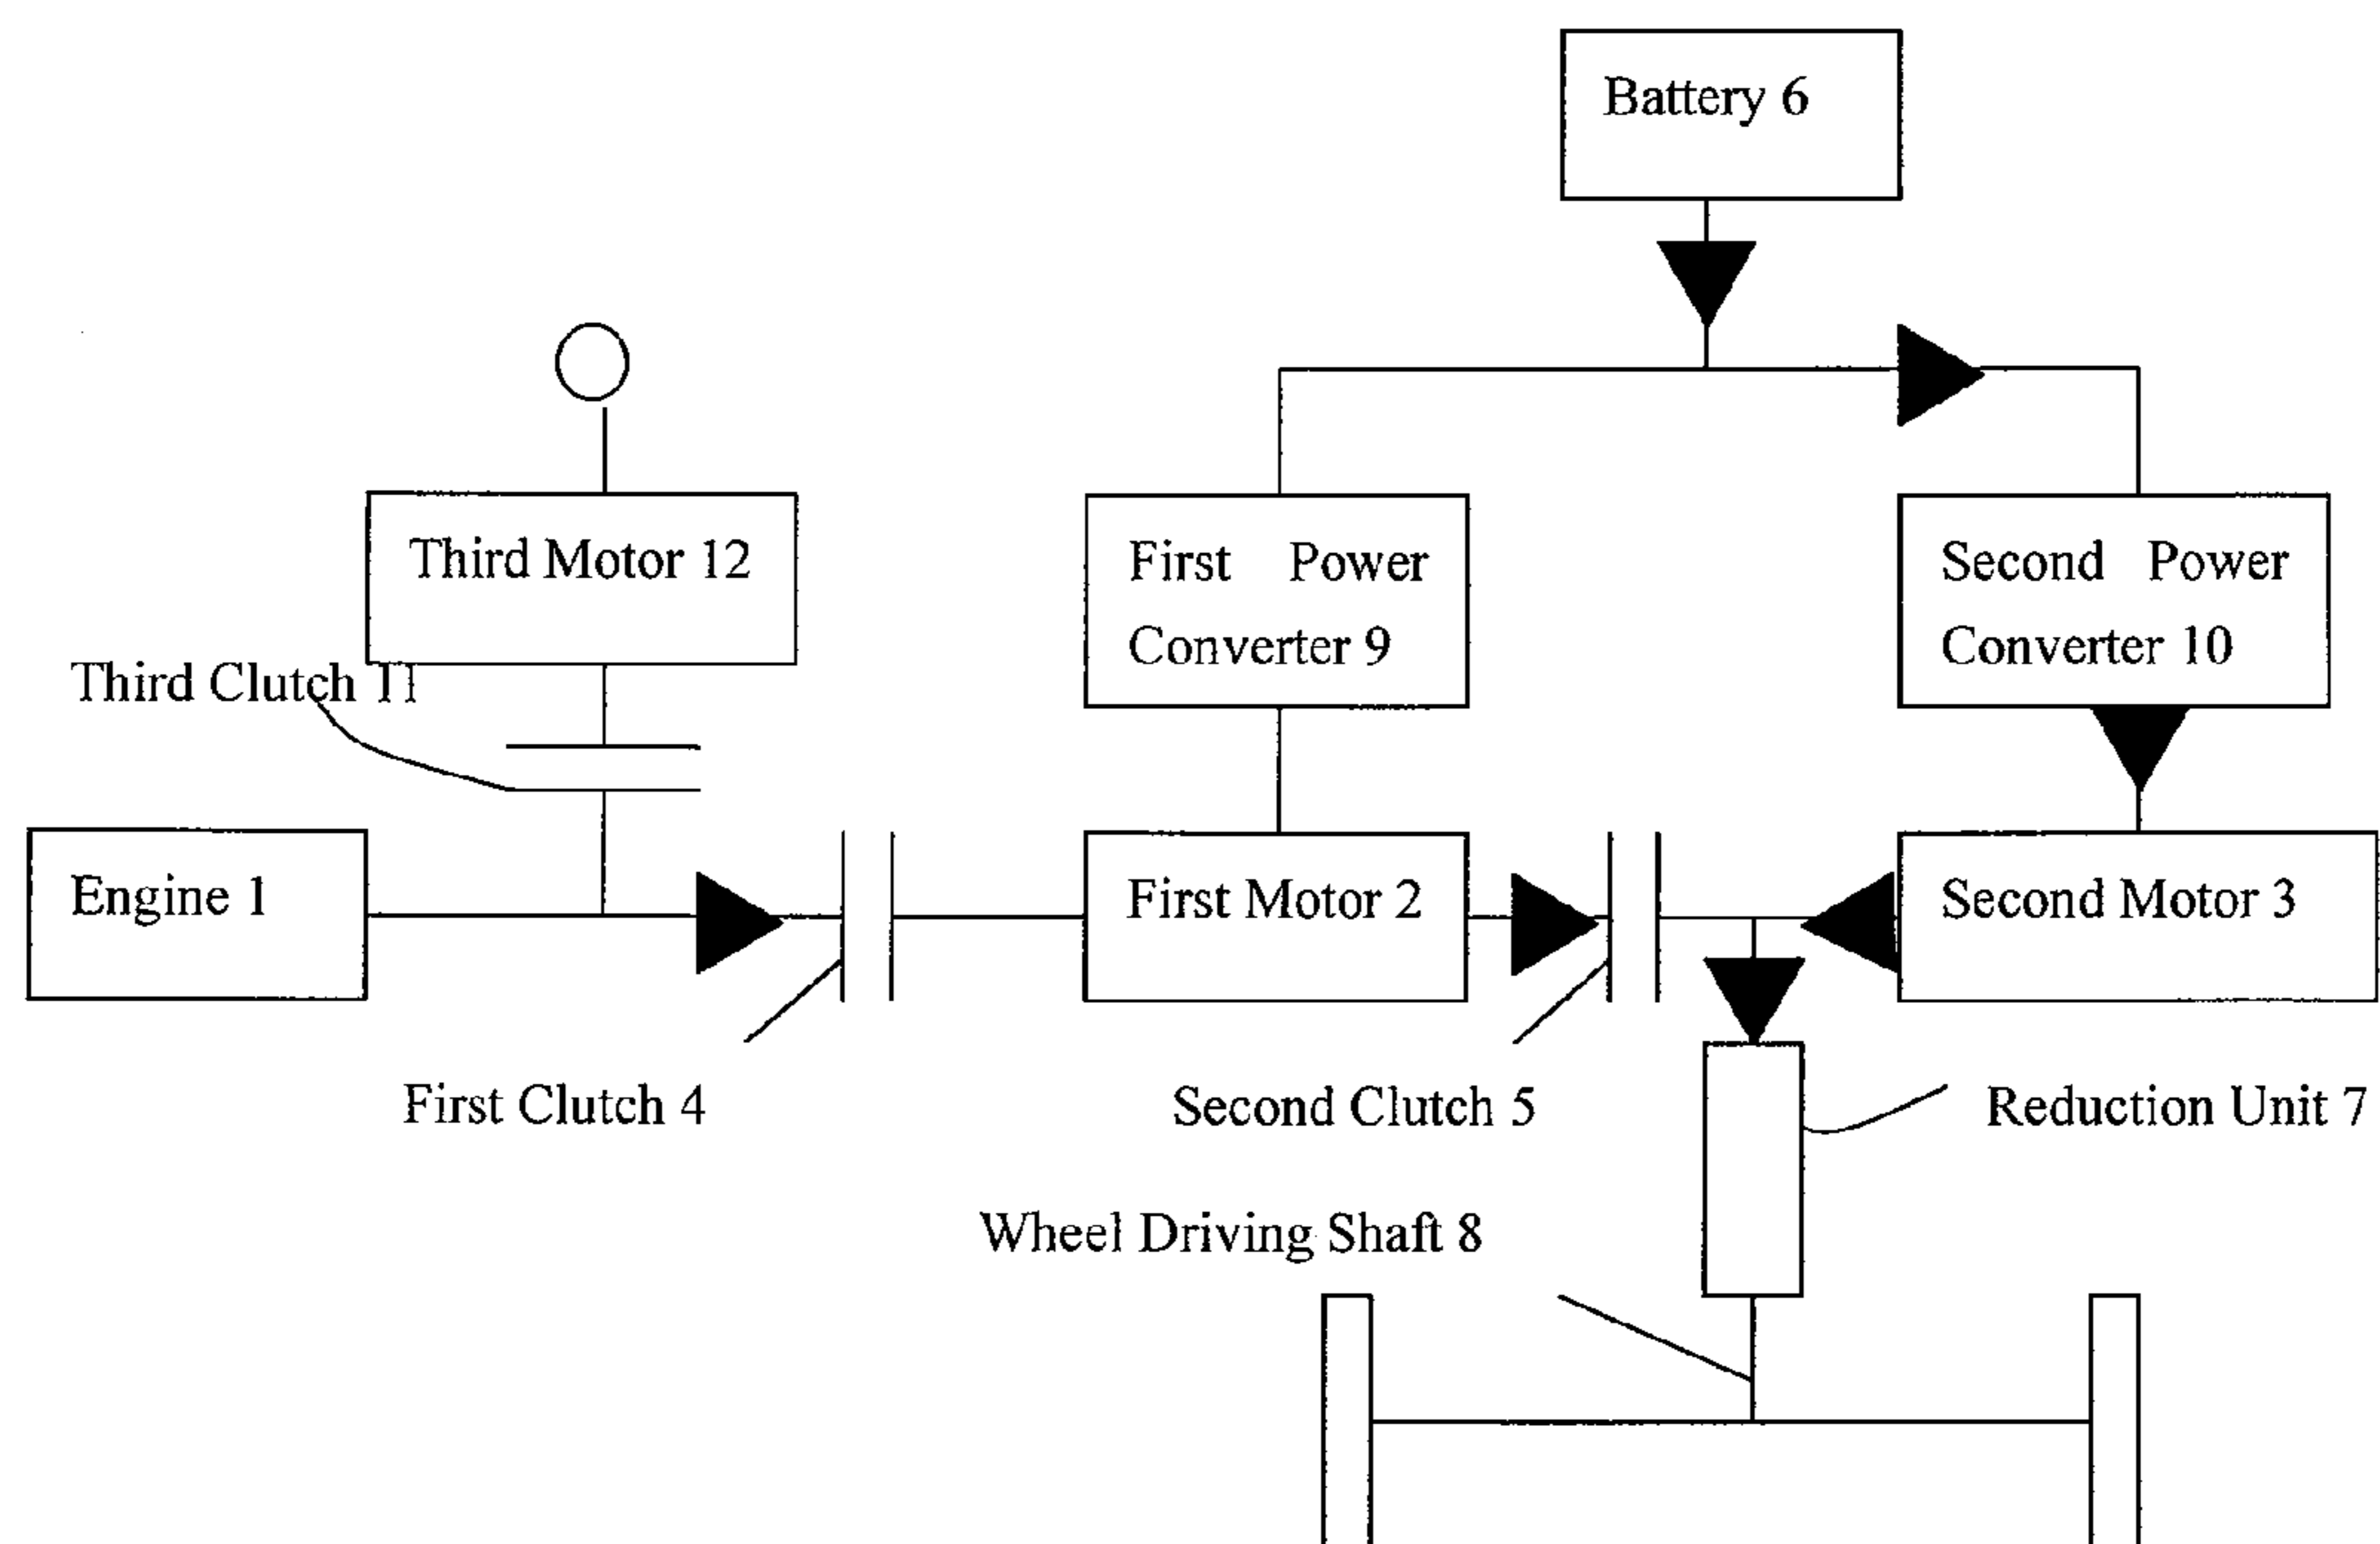 Battery 6
Third Motor 12
First Power
Converter 9
Second Power
Converter 10
Third Clutch 11
Engine 1
First Motor 2
Second Motor 3
First Clutch 4
Second Clutch 5
Reduction Unit 7
Wheel Driving Shaft 8